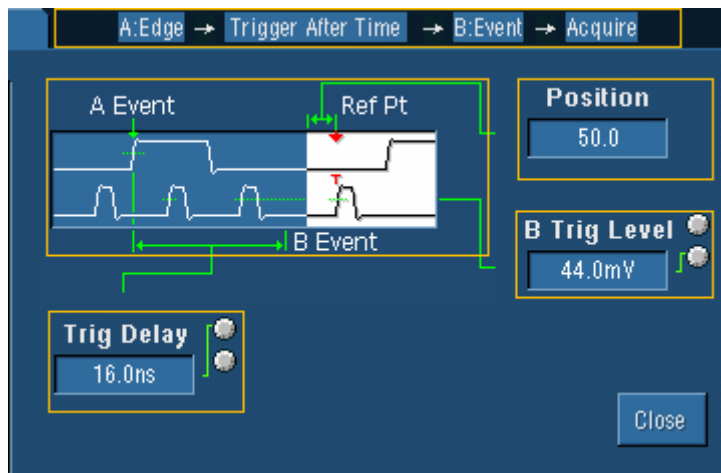 A:Edge → Trigger After Time → B:Event → Acquire
A Event
Ref Pt
Position
50.0
T
B Event
B Trig Level
44.0mV
Trig Delay
16.0ns
Close